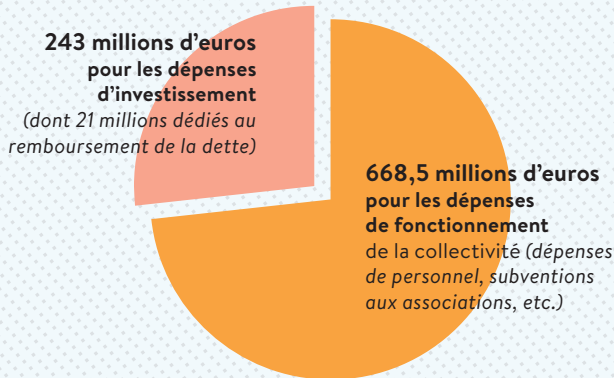 243 millions d’euros
pour les dépenses
d’investissement
(dont 21 millions dédiés au
remboursement de la dette)
668,5 millions d’euros
pour les dépenses
de fonctionnement
de la collectivité (dépenses
de personnel, subventions
aux associations, etc.)